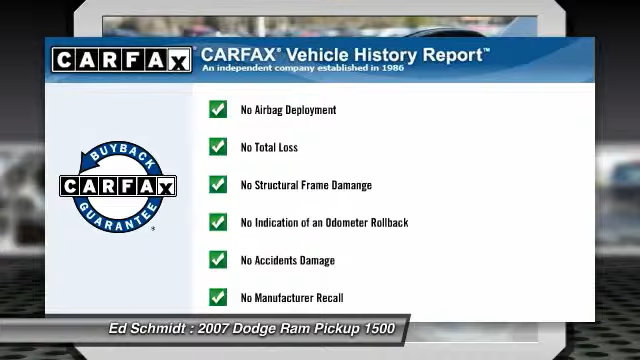 CARFAX
CARFAX® Vehicle History Report™
An independent company established in 1986
No Airbag Deployment
No Total Loss
No Structural Frame Damange
No Indication of an Odometer Rollback
No Accidents Damage
No Manufacturer Recall
BUYBACK
CARFAX
GUARANTEE®
Ed Schmidt : 2007 Dodge Ram Pickup 1500